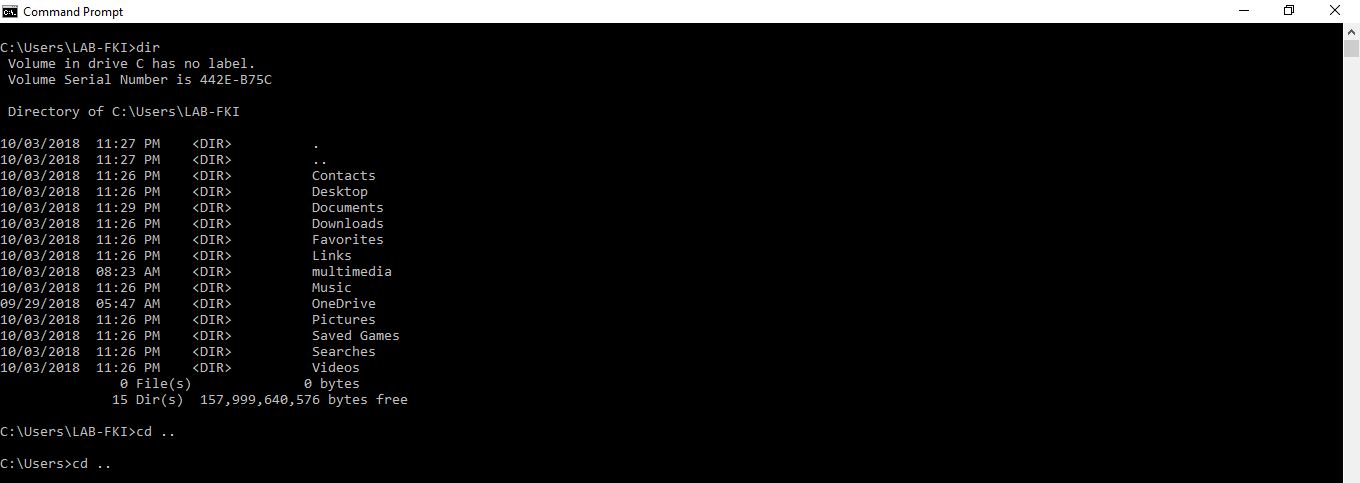 Command Prompt
C:\Users\LAB-FKI>dir
 Volume in drive C has no label.
 Volume Serial Number is 442E-B75C
 Directory of C:\Users\LAB-FKI
10/03/2018  11:27 PM    <DIR>          .
10/03/2018  11:27 PM    <DIR>          ..
10/03/2018  11:26 PM    <DIR>          Contacts
10/03/2018  11:26 PM    <DIR>          Desktop
10/03/2018  11:29 PM    <DIR>          Documents
10/03/2018  11:26 PM    <DIR>          Downloads
10/03/2018  11:26 PM    <DIR>          Favorites
10/03/2018  11:26 PM    <DIR>          Links
10/03/2018  08:23 AM    <DIR>          multimedia
10/03/2018  11:26 PM    <DIR>          Music
09/29/2018  05:47 AM    <DIR>          OneDrive
10/03/2018  11:26 PM    <DIR>          Pictures
10/03/2018  11:26 PM    <DIR>          Saved Games
10/03/2018  11:26 PM    <DIR>          Searches
10/03/2018  11:26 PM    <DIR>          Videos
               0 File(s)              0 bytes
              15 Dir(s)  157,999,640,576 bytes free
C:\Users\LAB-FKI>cd ..
C:\Users>cd ..